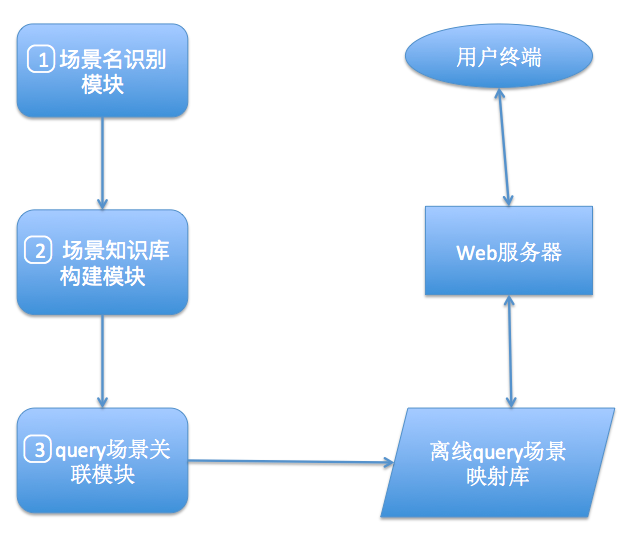 1 场景名识别
模块
2 场景知识库
构建模块
3 query场景关
联模块
用户终端
Web服务器
离线query场景
映射库